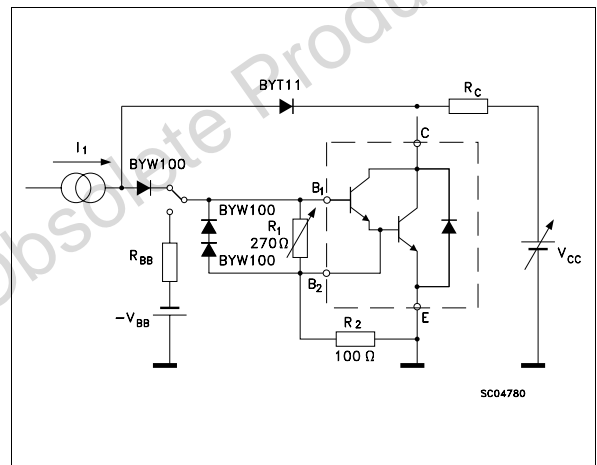 Obsolete Product
BYT11
R_C
C
I_1
BYW100
B_1
BYW100
R_1
270 Ω
BYW100
R_BB
B_2
V_CC
-V_BB
R_2
E
100 Ω
SC04780